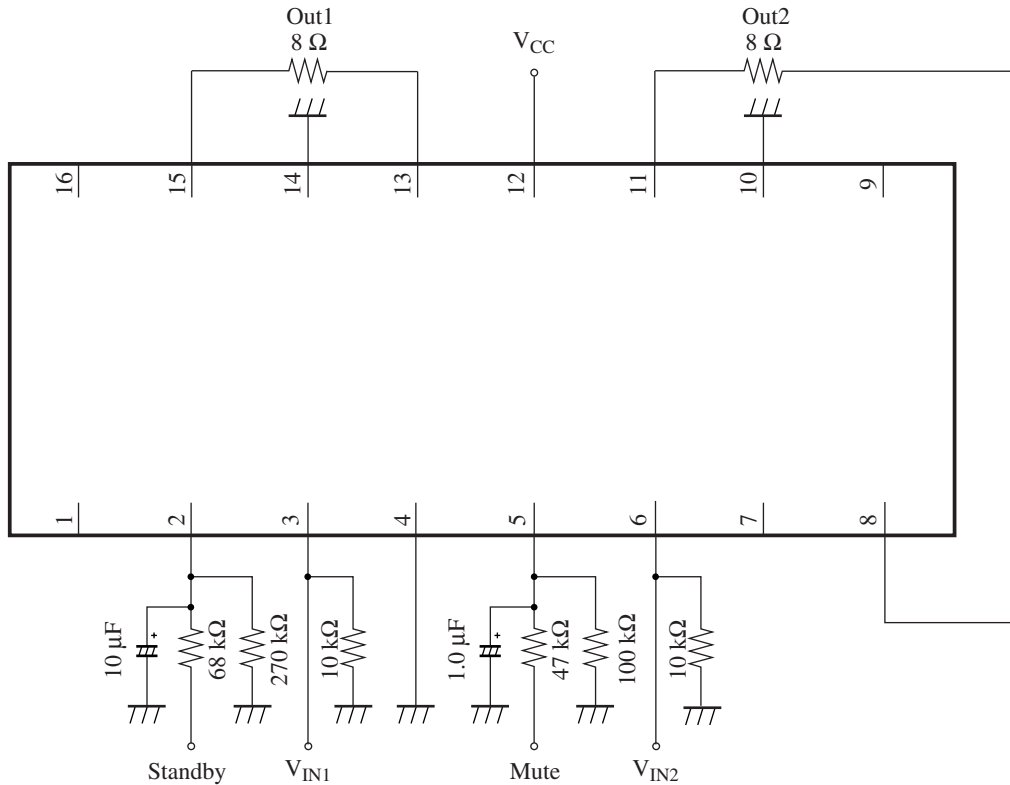 Out1
8 Ω
V_CC
Out2
8 Ω
16
15
14
13
12
11
10
9
1
2
3
4
5
6
7
8
10 µF
+
68 kΩ
270 kΩ
10 kΩ
1.0 µF
+
47 kΩ
100 kΩ
10 kΩ
Standby
V_IN1
Mute
V_IN2